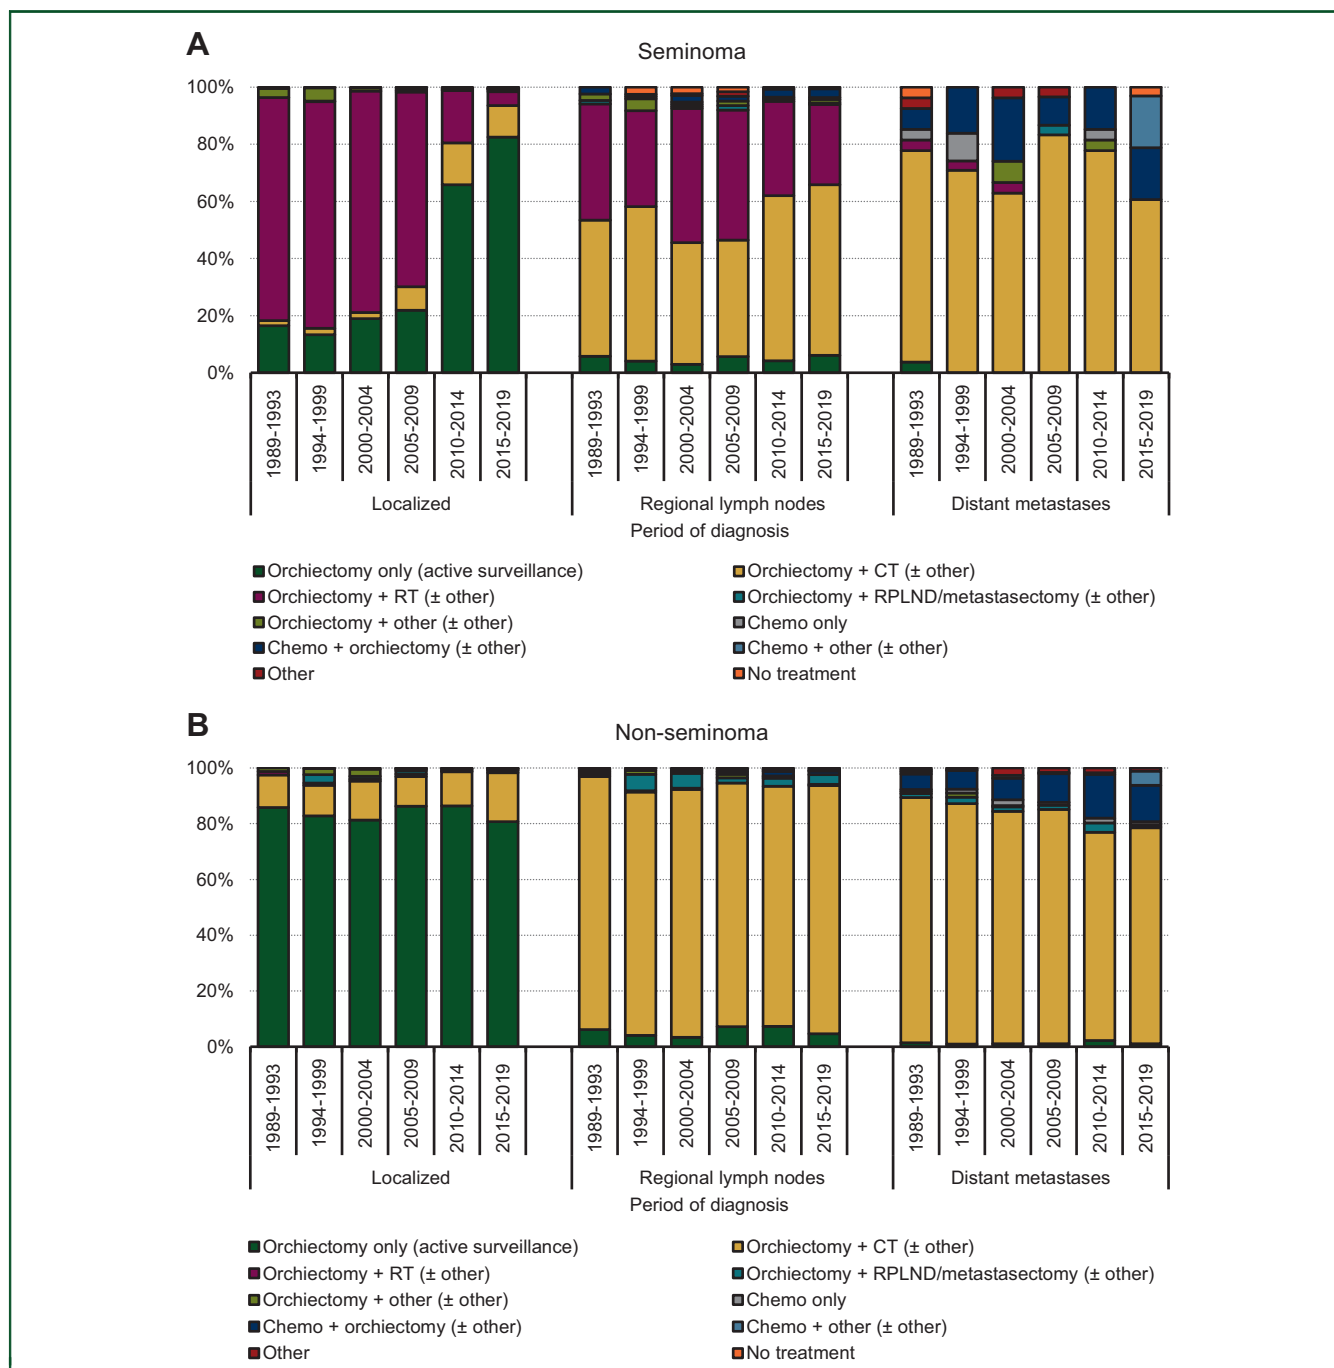 A
Seminoma
100%
80%
60%
40%
20%
0%
1989-1993
1994-1999
2000-2004
2005-2009
2010-2014
2015-2019
1989-1993
1994-1999
2000-2004
2005-2009
2010-2014
2015-2019
1989-1993
1994-1999
2000-2004
2005-2009
2010-2014
2015-2019
Localized Regional lymph nodes Distant metastases
Period of diagnosis
Orchiectomy only (active surveillance) Orchiectomy + CT (± other)
Orchiectomy + RT (± other) Orchiectomy + RPLND/metastasectomy (± other)
Orchiectomy + other (± other) Chemo only
Chemo + orchiectomy (± other) Chemo + other (± other)
Other No treatment
B
Non-seminoma
100%
80%
60%
40%
20%
0%
1989-1993
1994-1999
2000-2004
2005-2009
2010-2014
2015-2019
1989-1993
1994-1999
2000-2004
2005-2009
2010-2014
2015-2019
1989-1993
1994-1999
2000-2004
2005-2009
2010-2014
2015-2019
Localized Regional lymph nodes Distant metastases
Period of diagnosis
Orchiectomy only (active surveillance) Orchiectomy + CT (± other)
Orchiectomy + RT (± other) Orchiectomy + RPLND/metastasectomy (± other)
Orchiectomy + other (± other) Chemo only
Chemo + orchiectomy (± other) Chemo + other (± other)
Other No treatment